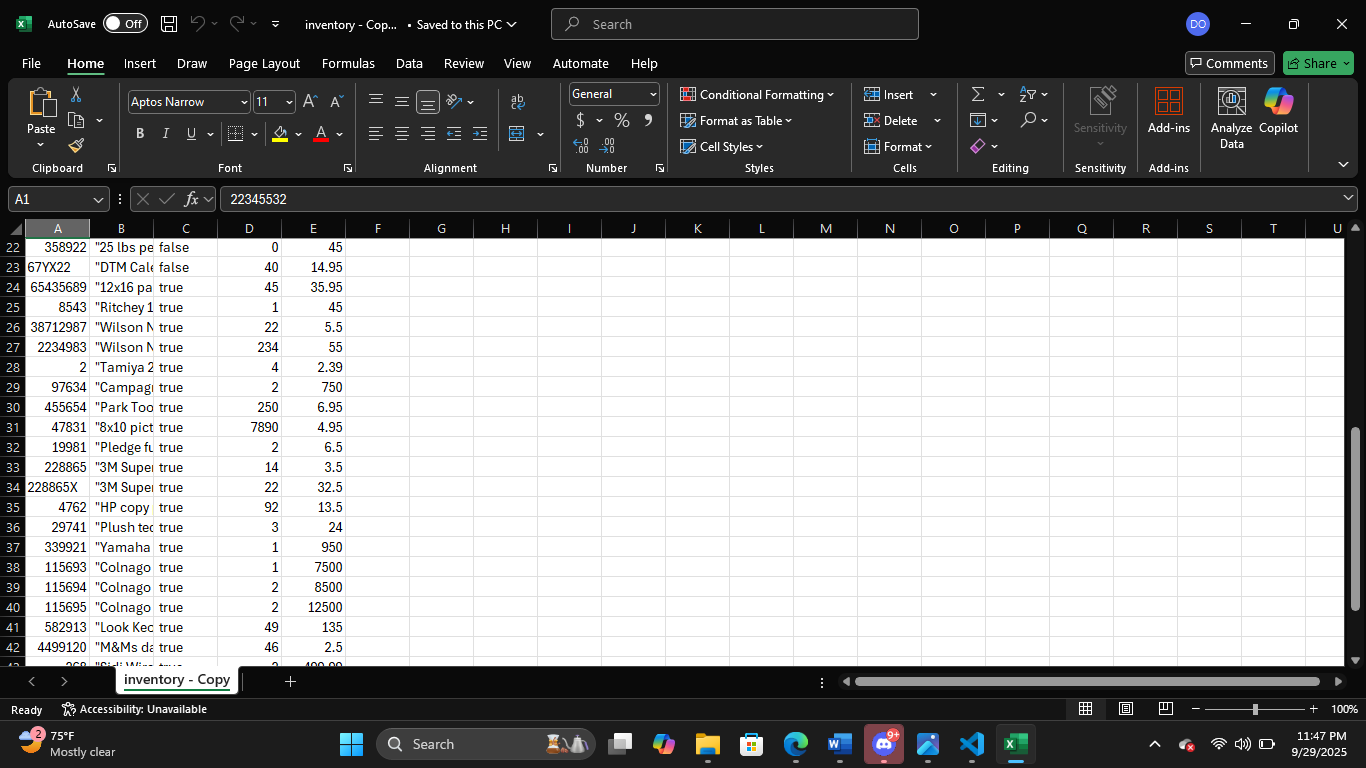 AutoSave Off inventory - Cop... • Saved to this PC Search DO
File Home Insert Draw Page Layout Formulas Data Review View Automate Help Comments Share
Paste Aptos Narrow 11 A A General Conditional Formatting Insert Sensitivity Add-ins Analyze Data Copilot
B I U A ab $ % Format as Table Delete
Cell Styles Format
Clipboard Font Alignment Number Styles Cells Editing Sensitivity Add-ins
A1 fx 22345532
A B C D E F G H I J K L M N O P Q R S T U
22 358922 "25 lbs pe false 0 45
23 67YX22 "DTM Cale false 40 14.95
24 65435689 "12x16 pa true 45 35.95
25 8543 "Ritchey 1 true 1 45
26 38712987 "Wilson N true 22 5.5
27 2234983 "Wilson N true 234 55
28 2 "Tamiya 2 true 4 2.39
29 97634 "Campagn true 2 750
30 455654 "Park Too true 250 6.95
31 47831 "8x10 pict true 7890 4.95
32 19981 "Pledge fu true 2 6.5
33 228865 "3M Super true 14 3.5
34 228865X "3M Super true 22 32.5
35 4762 "HP copy true 92 13.5
36 29741 "Plush ted true 3 24
37 339921 "Yamaha true 1 950
38 115693 "Colnago true 1 7500
39 115694 "Colnago true 2 8500
40 115695 "Colnago true 2 12500
41 582913 "Look Keo true 49 135
42 4499120 "M&Ms da true 46 2.5
inventory - Copy
Ready Accessibility: Unavailable 100%
2 75°F
Mostly clear
Search 9+ 11:47 PM
9/29/2025